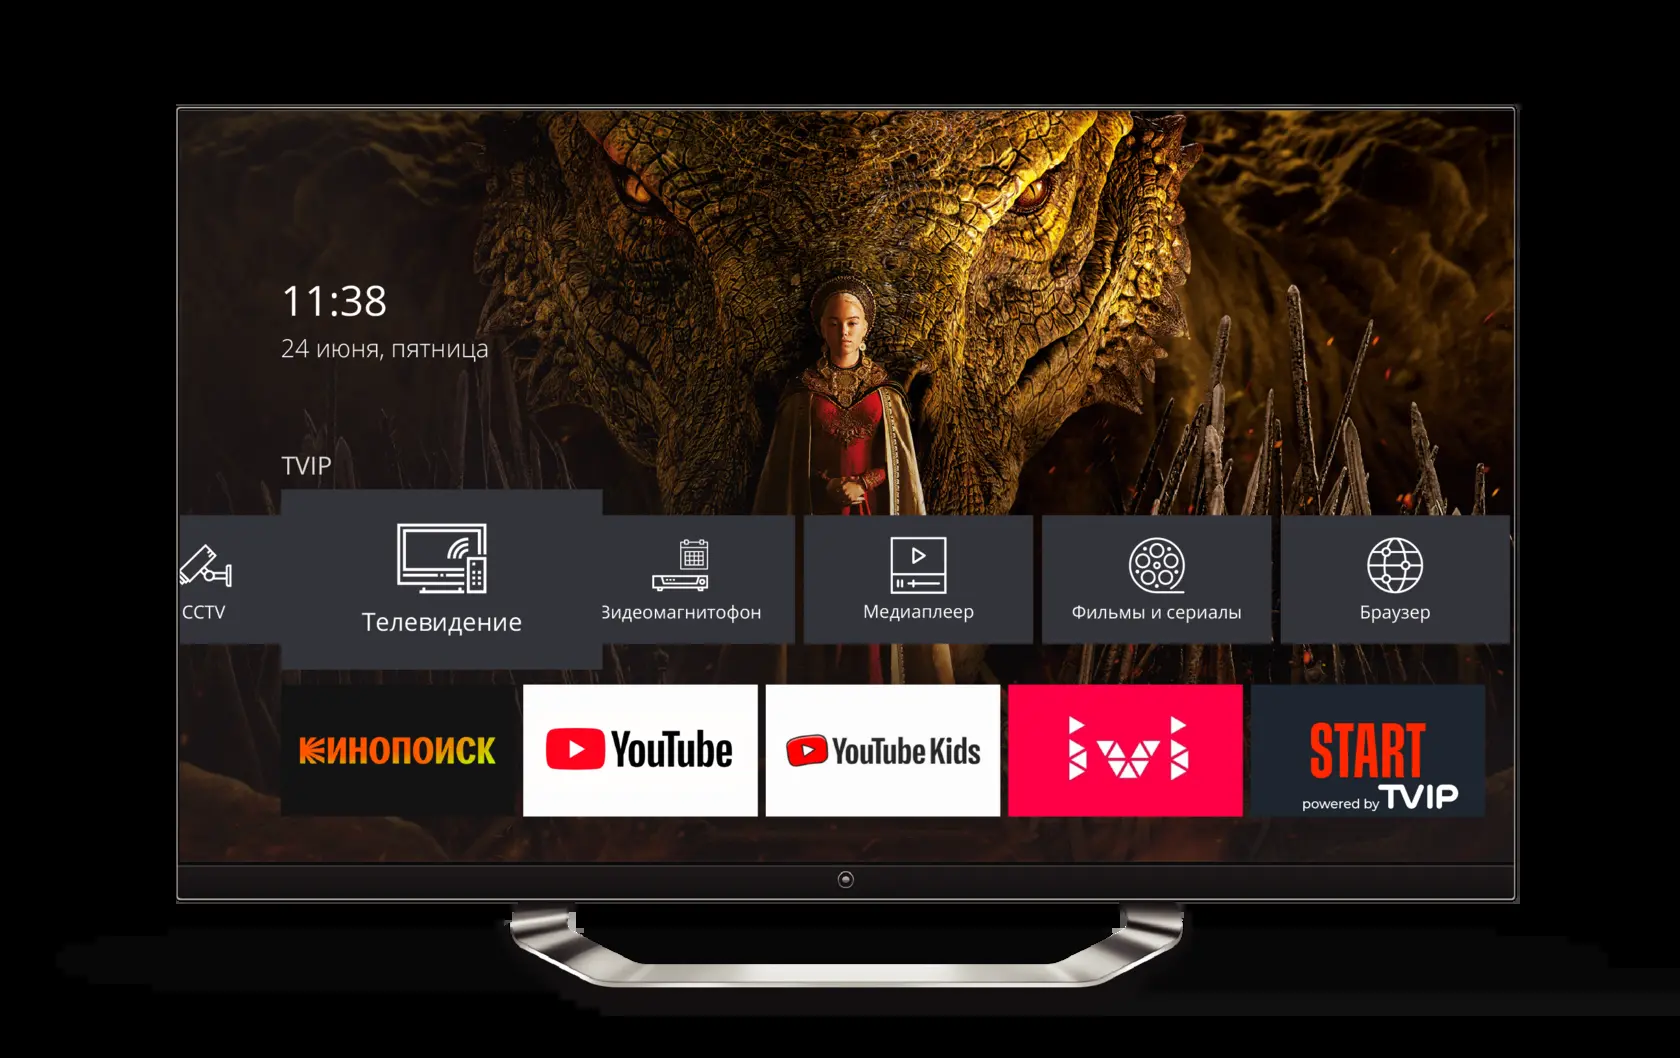 11:38
24 июня, пятница
TVIP
CCTV
Телевидение
Видеомагнитофон
Медиаплеер
Фильмы и сериалы
Браузер
КИНОПОИСК
YouTube
YouTube Kids
ivi
START
powered by TVIP